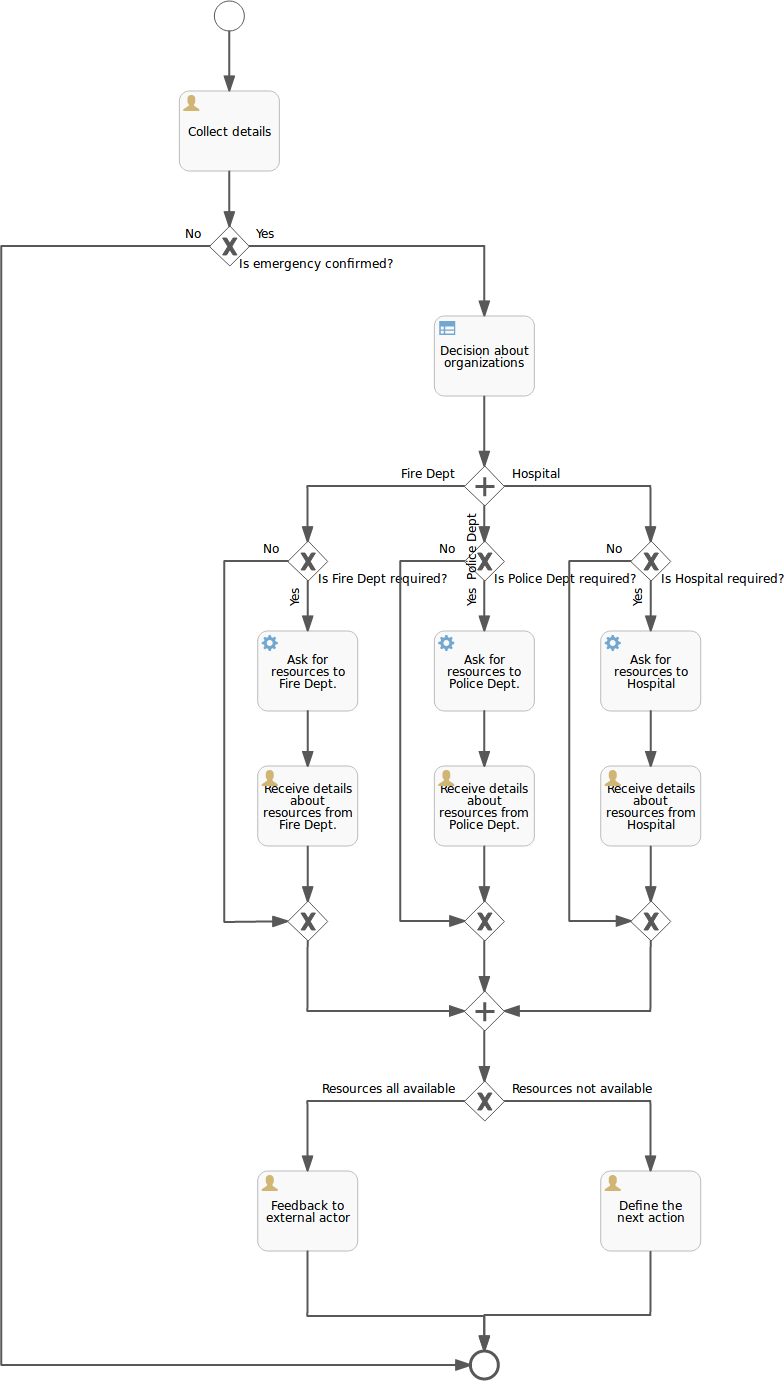 Collect details
No
Yes
Is emergency confirmed?
Decision about
organizations
Fire Dept
Hospital
Police Dept
No
No
No
Is Fire Dept required?
Is Police Dept required?
Is Hospital required?
Yes
Yes
Yes
Ask for
resources to
Fire Dept.
Ask for
resources to
Police Dept.
Ask for
resources to
Hospital
Receive details
about
resources from
Fire Dept.
Receive details
about
resources from
Police Dept.
Receive details
about
resources from
Hospital
Resources all available
Resources not available
Feedback to
external actor
Define the
next action